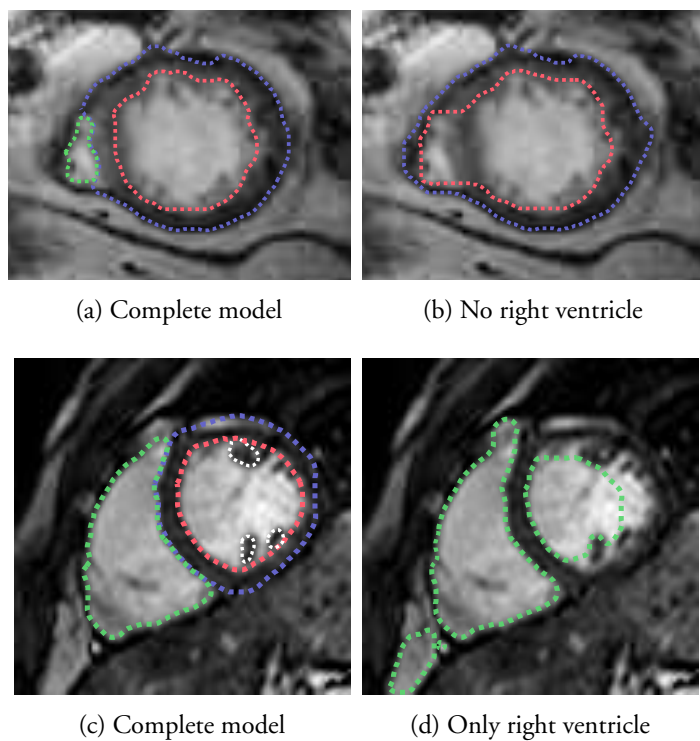 (a) Complete model
(b) No right ventricle
(c) Complete model
(d) Only right ventricle